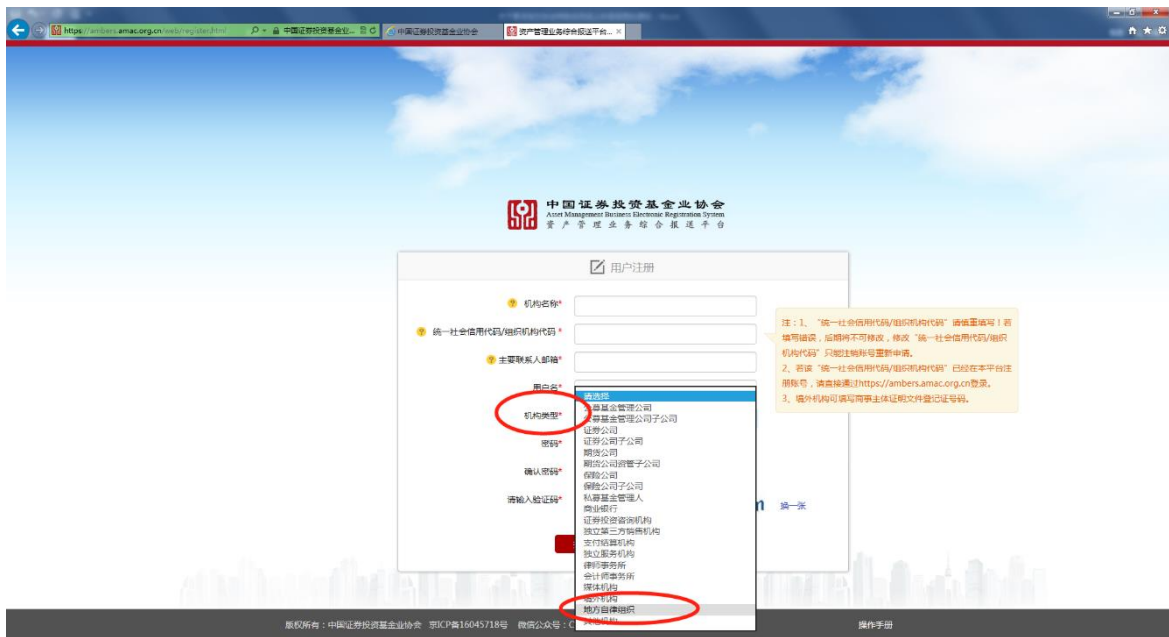 https://ambers.amac.org.cn/web/register.html
中国证券投资基金业...
中国证券投资基金业协会
资产管理业务综合报送平台...
中国证券投资基金业协会
Asset Management Business Electronic Registration System
资产管理业务综合报送平台
用户注册
机构名称*
统一社会信用代码/组织机构代码*
主要联系人邮箱*
用户名*
机构类型*
密码*
确认密码*
请输入验证码*
请选择
公募基金管理公司
公募基金管理公司子公司
证券公司
证券公司子公司
期货公司
期货公司资管子公司
保险公司
保险公司子公司
私募基金管理人
商业银行
证券投资咨询机构
独立第三方销售机构
支付结算机构
独立服务机构
律师事务所
会计师事务所
媒体机构
境外机构
地方自律组织
其他机构
换一张
注：1、“统一社会信用代码/组织机构代码”请慎重填写！若
填写错误，后期将不可修改，修改“统一社会信用代码/组织
机构代码”只能注销账号重新申请。
2、若该“统一社会信用代码/组织机构代码”已经在本平台注
册账号，请直接通过https://ambers.amac.org.cn登录。
3、境外机构可填写商事主体证明文件登记证号码。
版权所有：中国证券投资基金业协会 京ICP备16045718号 微信公众号：C
操作手册